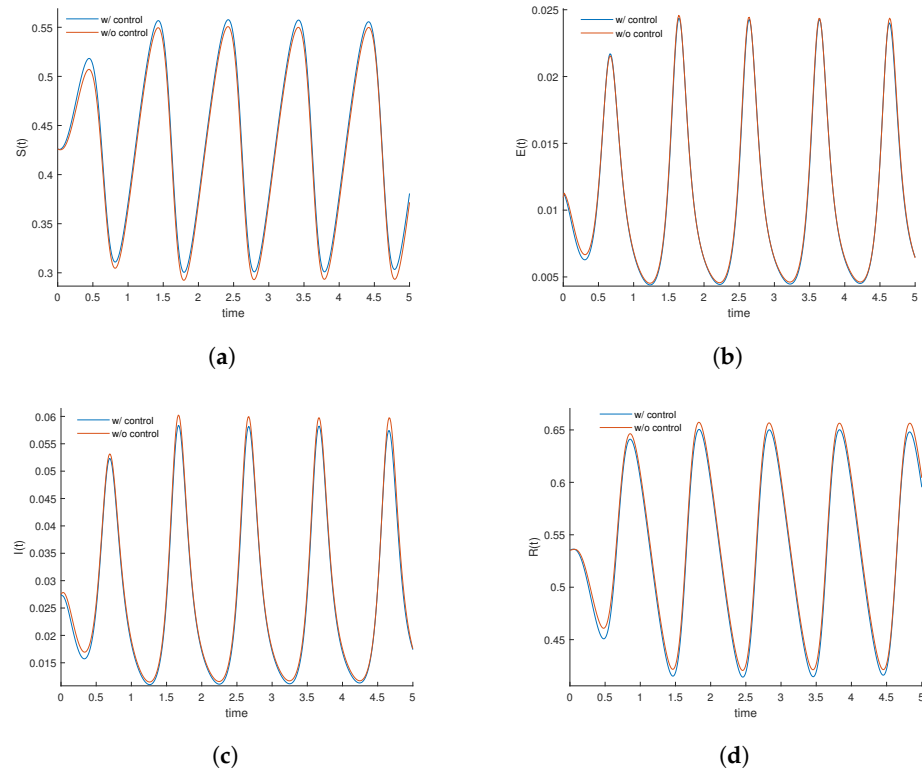 w/ control
w/o control
0.55
0.5
0.45
0.4
0.35
0.3
S(t)
0 0.5 1 1.5 2 2.5 3 3.5 4 4.5 5
time
(a)
w/ control
w/o control
0.025
0.02
0.015
0.01
0.005
E(t)
0 0.5 1 1.5 2 2.5 3 3.5 4 4.5 5
time
(b)
w/ control
w/o control
0.06
0.055
0.05
0.045
0.04
0.035
0.03
0.025
0.02
0.015
I(t)
0 0.5 1 1.5 2 2.5 3 3.5 4 4.5 5
time
(c)
w/ control
w/o control
0.65
0.6
0.55
0.5
0.45
R(t)
0 0.5 1 1.5 2 2.5 3 3.5 4 4.5 5
time
(d)